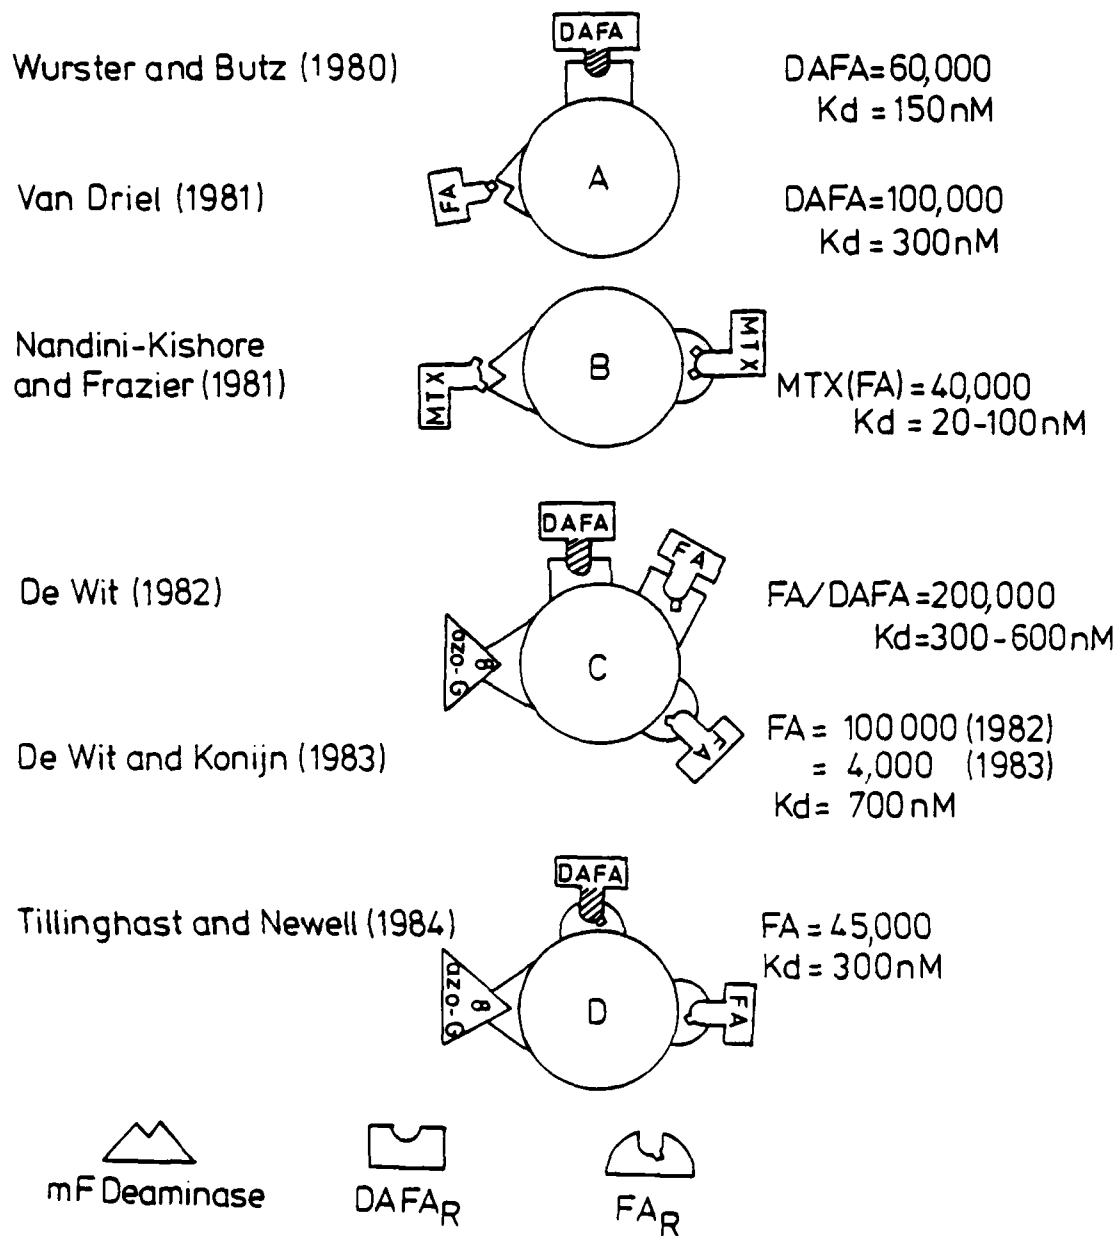 DAFA
Wurster and Butz (1980)
DAFA=60,000
Kd = 150nM
A
FA
Van Driel (1981)
DAFA=100,000
Kd = 300nM
Nandini-Kishore
and Frazier (1981)
MTX
B
MTX
MTX(FA) = 40,000
Kd = 20-100nM
DAFA
FA
De Wit (1982)
FA/DAFA=200,000
Kd=300-600nM
8
azo-G
C
FA
De Wit and Konijn (1983)
FA = 100 000 (1982)
= 4,000 (1983)
Kd= 700nM
DAFA
Tillinghast and Newell (1984)
FA = 45,000
Kd = 300nM
8
azo-G
D
FA
mF Deaminase
DAFAR
FAR